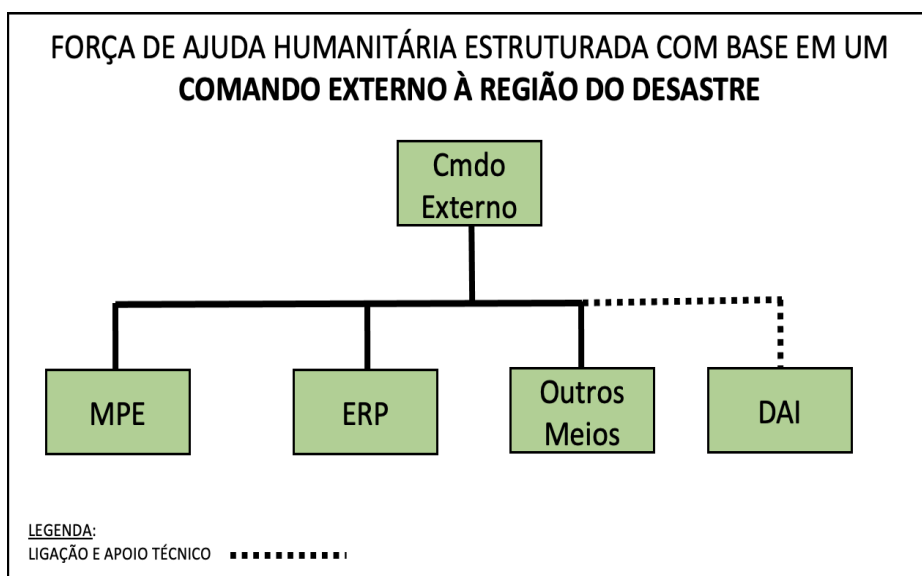 FORÇA DE AJUDA HUMANITÁRIA ESTRUTURADA COM BASE EM UM
COMANDO EXTERNO À REGIÃO DO DESASTRE
Cmdo
Externo
MPE
ERP
Outros
Meios
DAI
LEGENDA:
LIGAÇÃO E APOIO TÉCNICO